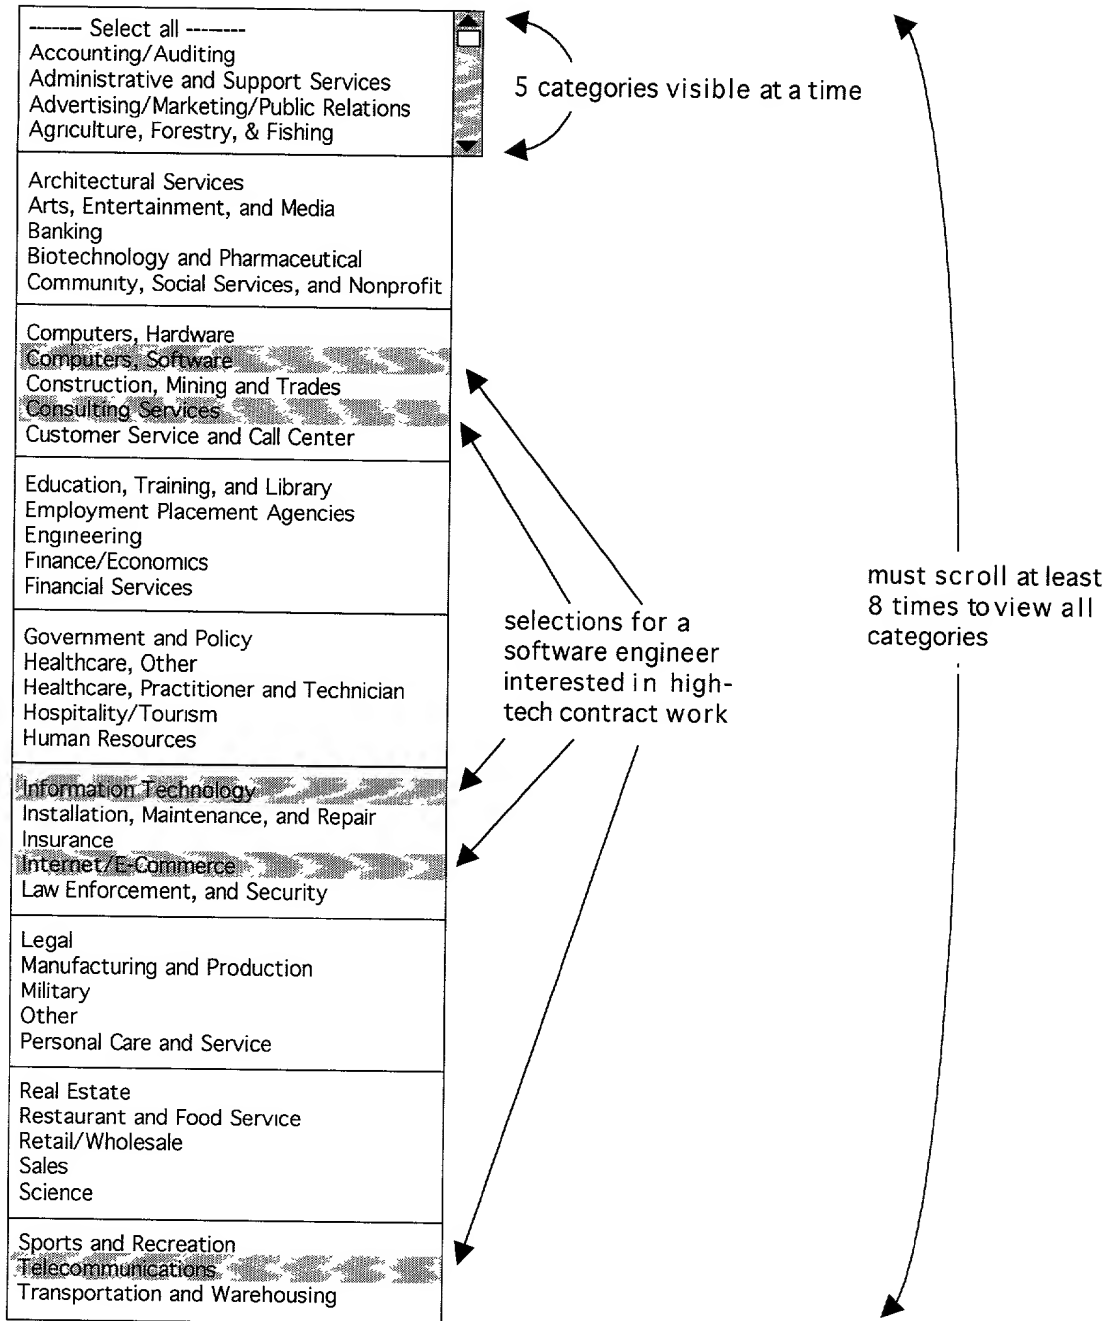 ------- Select all --------
Accounting/Auditing
Administrative and Support Services
Advertising/Marketing/Public Relations
Agriculture, Forestry, & Fishing
5 categories visible at a time
Architectural Services
Arts, Entertainment, and Media
Banking
Biotechnology and Pharmaceutical
Community, Social Services, and Nonprofit
Computers, Hardware
Computers, Software
Construction, Mining and Trades
Consulting Services
Customer Service and Call Center
Education, Training, and Library
Employment Placement Agencies
Engineering
Finance/Economics
Financial Services
Government and Policy
Healthcare, Other
Healthcare, Practitioner and Technician
Hospitality/Tourism
Human Resources
Information Technology
Installation, Maintenance, and Repair
Insurance
Internet/E-Commerce
Law Enforcement, and Security
Legal
Manufacturing and Production
Military
Other
Personal Care and Service
Real Estate
Restaurant and Food Service
Retail/Wholesale
Sales
Science
Sports and Recreation
Telecommunications
Transportation and Warehousing
selections for a
software engineer
interested in high-
tech contract work
must scroll at least
8 times to view all
categories